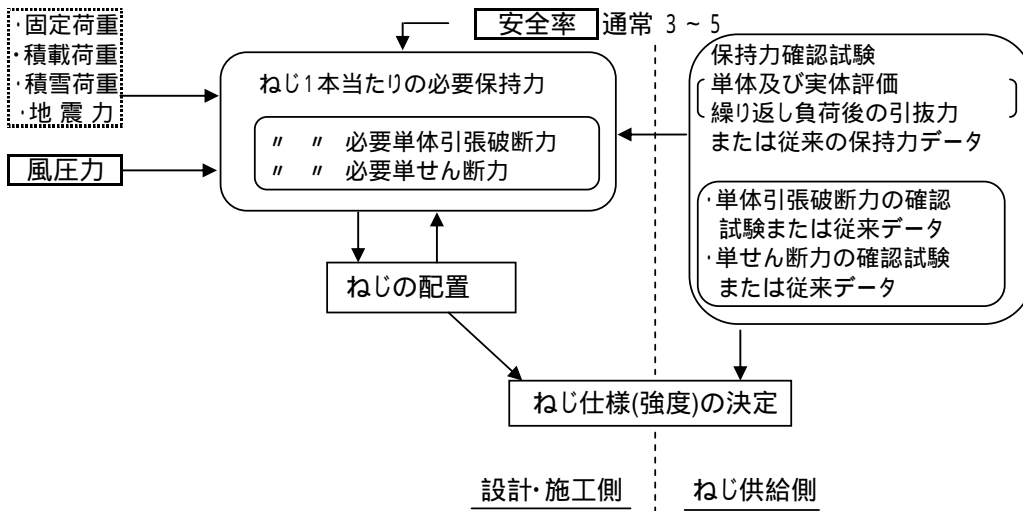 ・固定荷重
・積載荷重
・積雪荷重
・地 震 力
風圧力
安全率 通常 3 ~ 5
ねじ1本当たりの必要保持力
〃 〃 必要単体引張破断力
〃 〃 必要単せん断力
ねじの配置
保持力確認試験
単体及び実体評価
繰り返し負荷後の引抜力
または従来の保持力データ
・単体引張破断力の確認
試験または従来データ
・単せん断力の確認試験
または従来データ
ねじ仕様(強度)の決定
設計・施工側
ねじ供給側